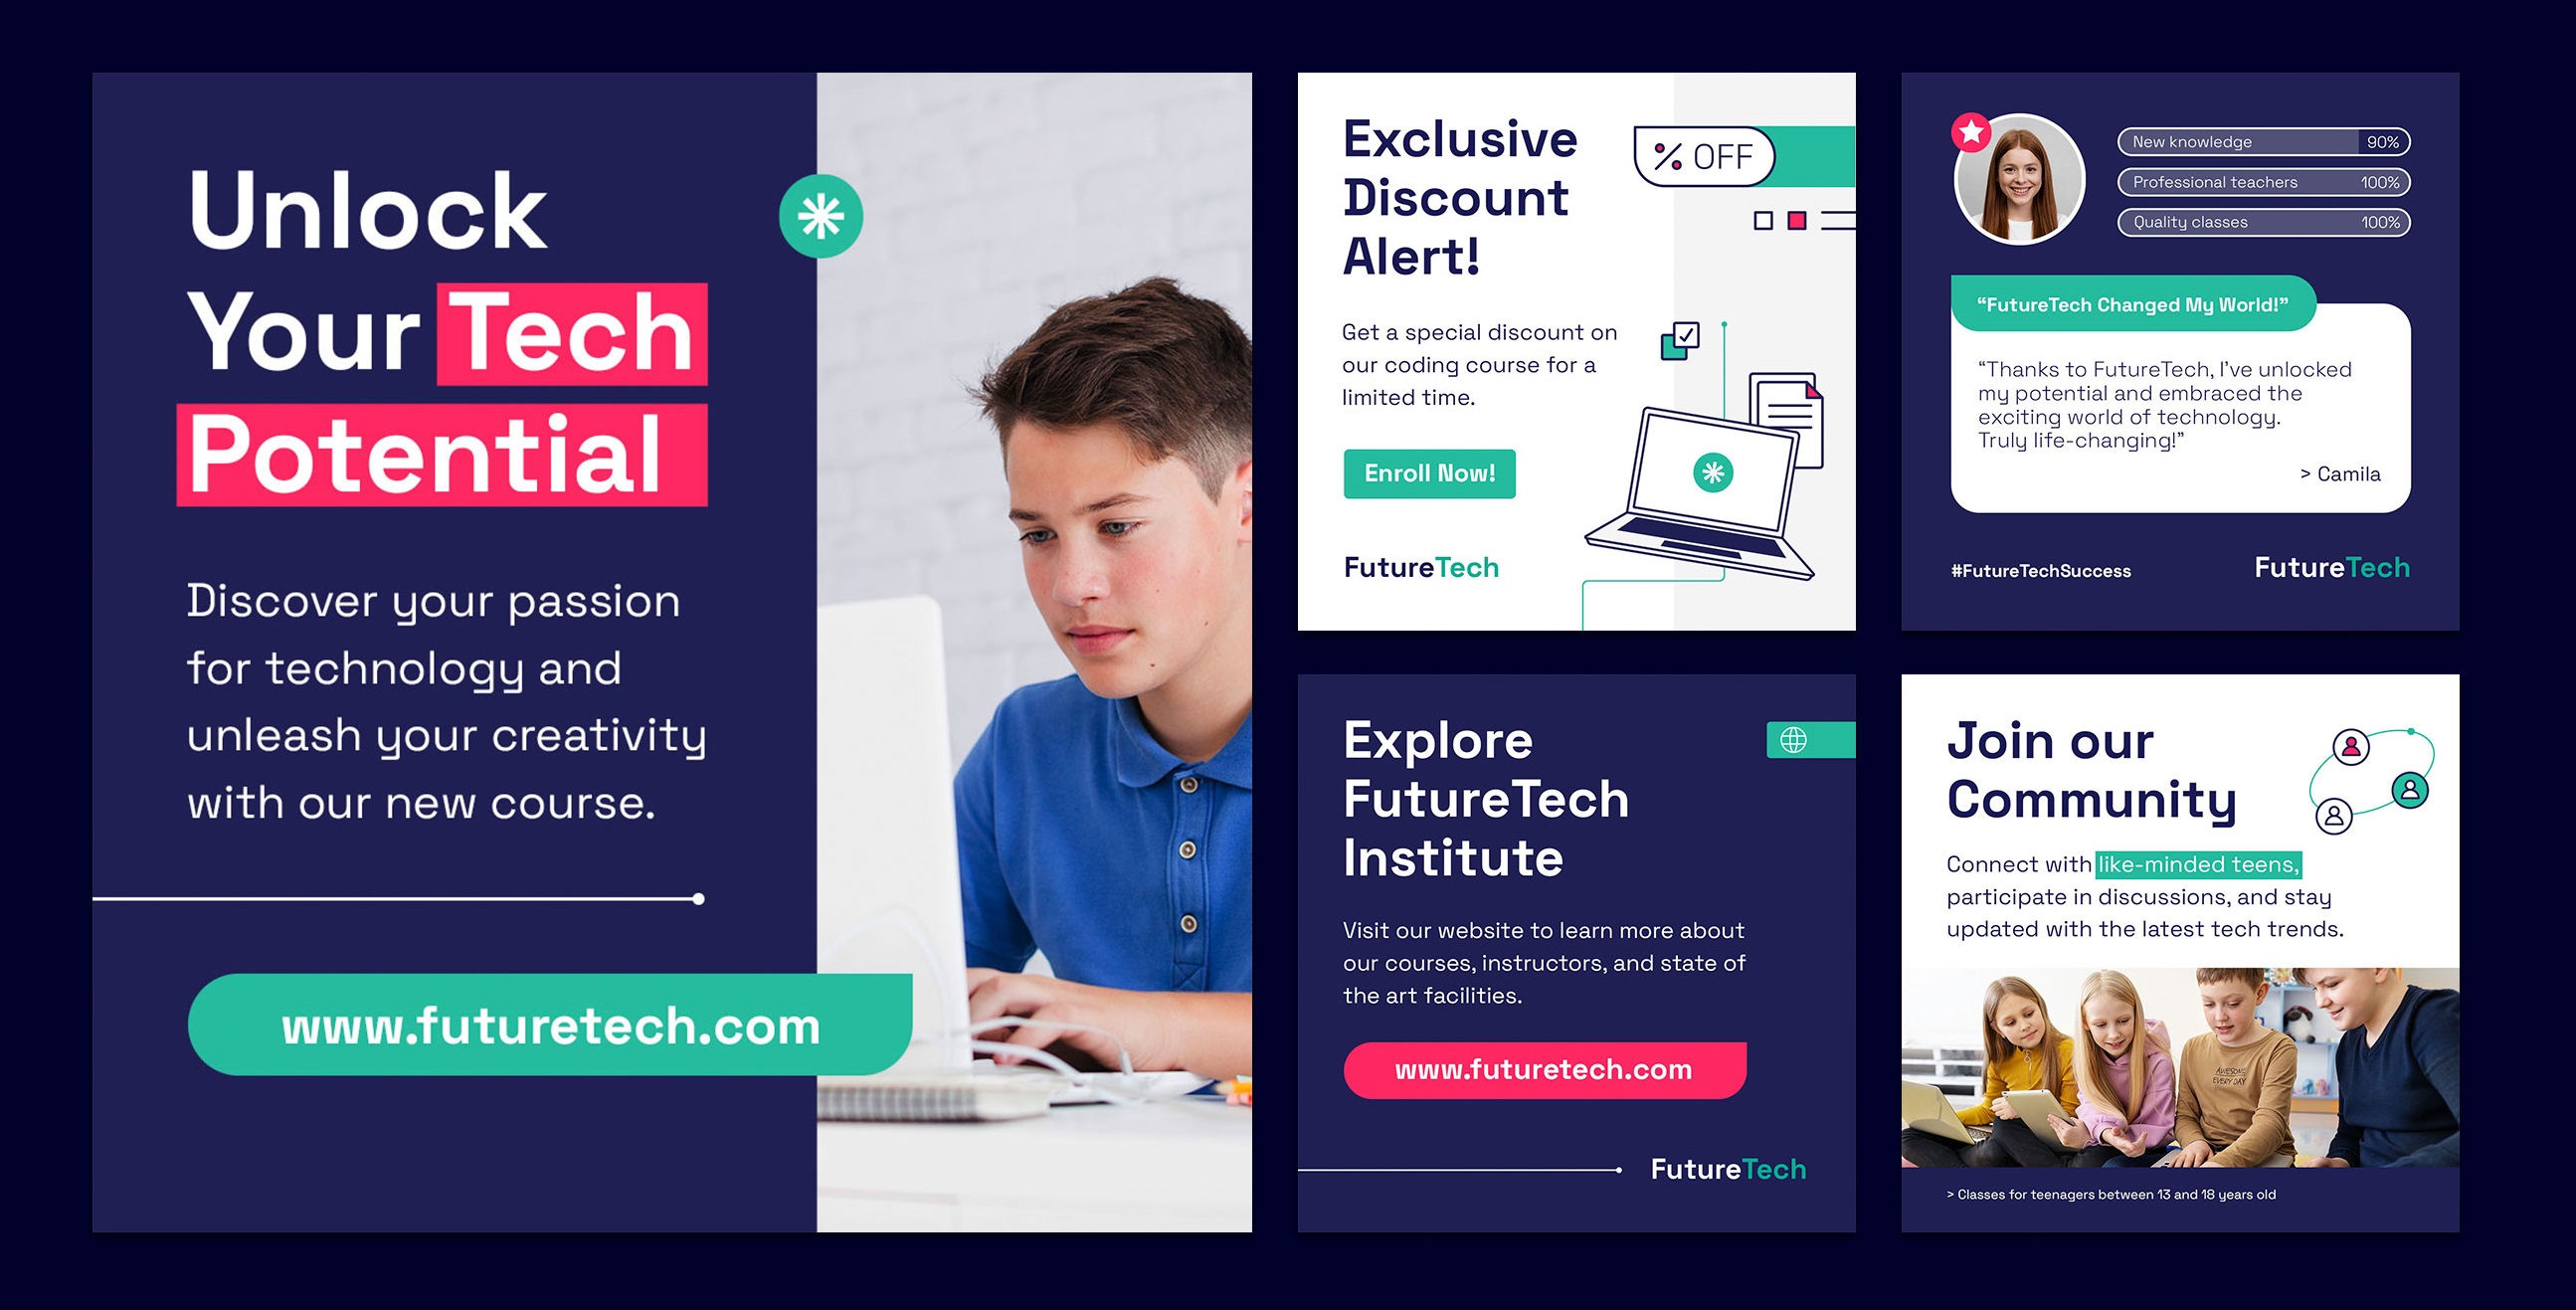 Unlock
Your Tech
Potential
Discover your passion
for technology and
unleash your creativity
with our new course.
www.futuretech.com
Exclusive
Discount
Alert!
% OFF
Get a special discount on
our coding course for a
limited time.
Enroll Now!
FutureTech
New knowledge 90%
Professional teachers 100%
Quality classes 100%
“FutureTech Changed My World!”
“Thanks to FutureTech, I’ve unlocked
my potential and embraced the
exciting world of technology.
Truly life-changing!”
> Camila
#FutureTechSuccess
FutureTech
Explore
FutureTech
Institute
Visit our website to learn more about
our courses, instructors, and state of
the art facilities.
www.futuretech.com
FutureTech
Join our
Community
Connect with like-minded teens,
participate in discussions, and stay
updated with the latest tech trends.
AWESOME
EVERY DAY
> Classes for teenagers between 13 and 18 years old